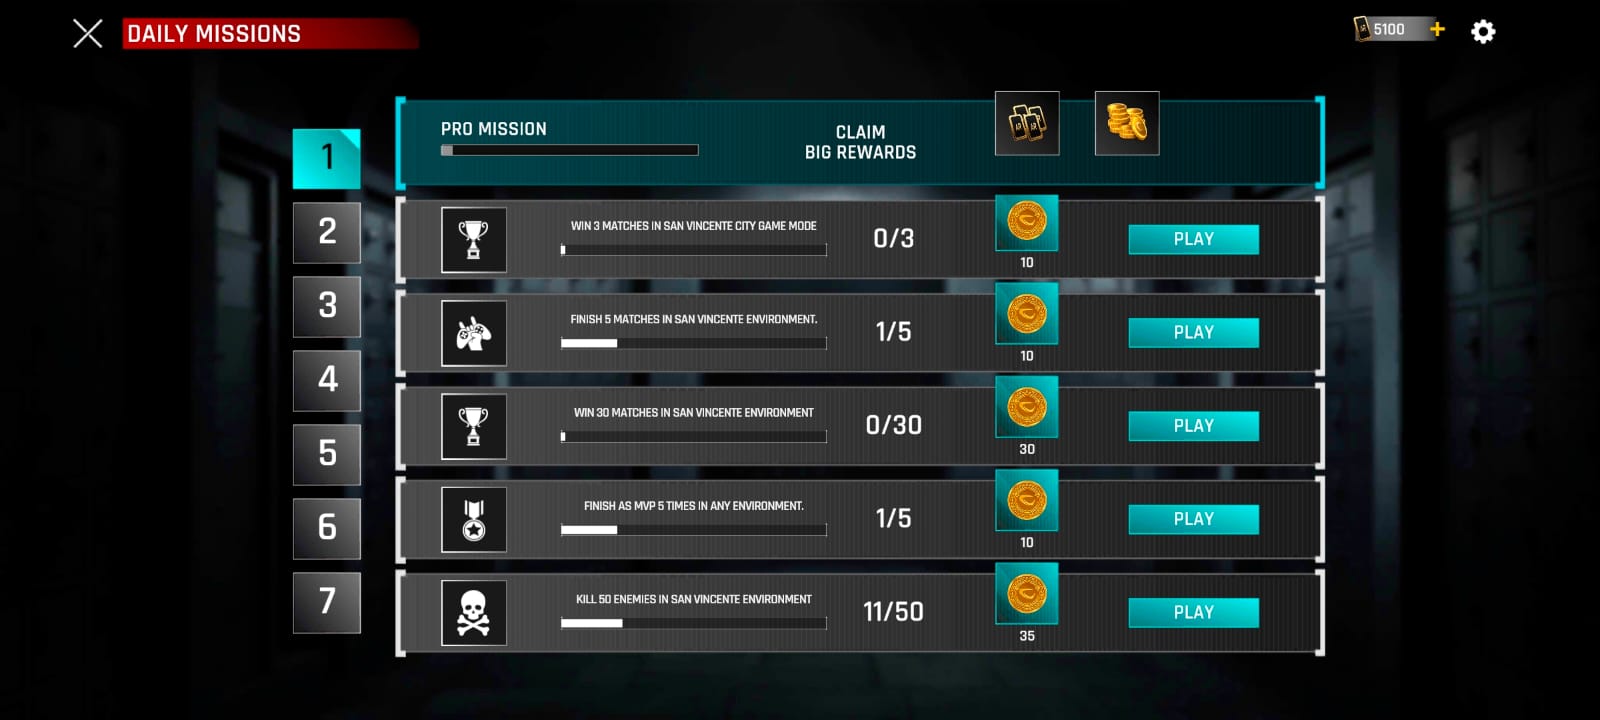 DAILY MISSIONS
5100
1
PRO MISSION
CLAIM
BIG REWARDS
2
WIN 3 MATCHES IN SAN VINCENTE CITY GAME MODE
0/3
10
PLAY
3
FINISH 5 MATCHES IN SAN VINCENTE ENVIRONMENT.
1/5
10
PLAY
4
WIN 30 MATCHES IN SAN VINCENTE ENVIRONMENT
0/30
30
PLAY
5
6
FINISH AS MVP 5 TIMES IN ANY ENVIRONMENT.
1/5
10
PLAY
7
KILL 50 ENEMIES IN SAN VINCENTE ENVIRONMENT
11/50
35
PLAY